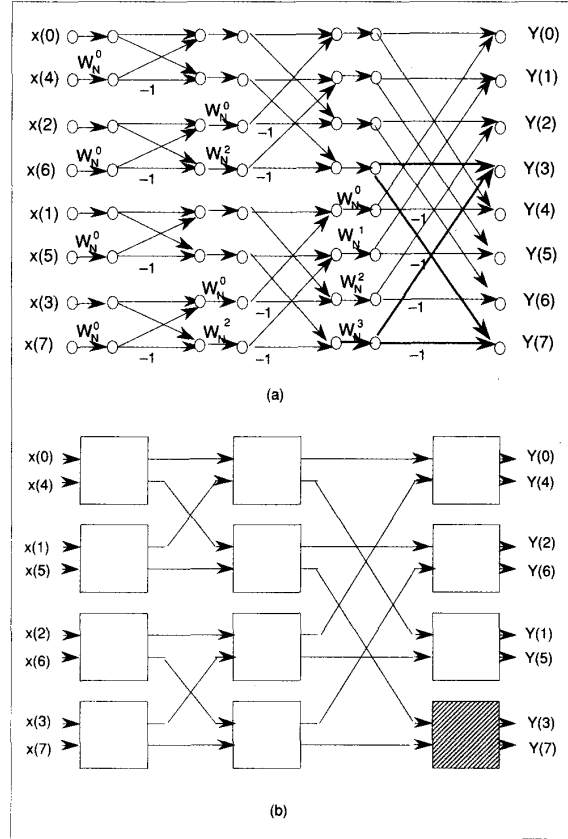 x(0) Y(0)
W_N^0
x(4) -1 Y(1)
W_N^0
x(2) -1 Y(2)
W_N^0 W_N^2
x(6) -1 -1 Y(3)
W_N^0
x(1) -1 Y(4)
W_N^0 W_N^1
x(5) -1 -1 Y(5)
W_N^0 W_N^2
x(3) -1 Y(6)
W_N^0 W_N^2 W_N^3
x(7) -1 -1 -1 Y(7)
(a)
x(0) Y(0)
x(4) Y(4)
x(1) Y(2)
x(5) Y(6)
x(2) Y(1)
x(6) Y(5)
x(3) Y(3)
x(7) Y(7)
(b)